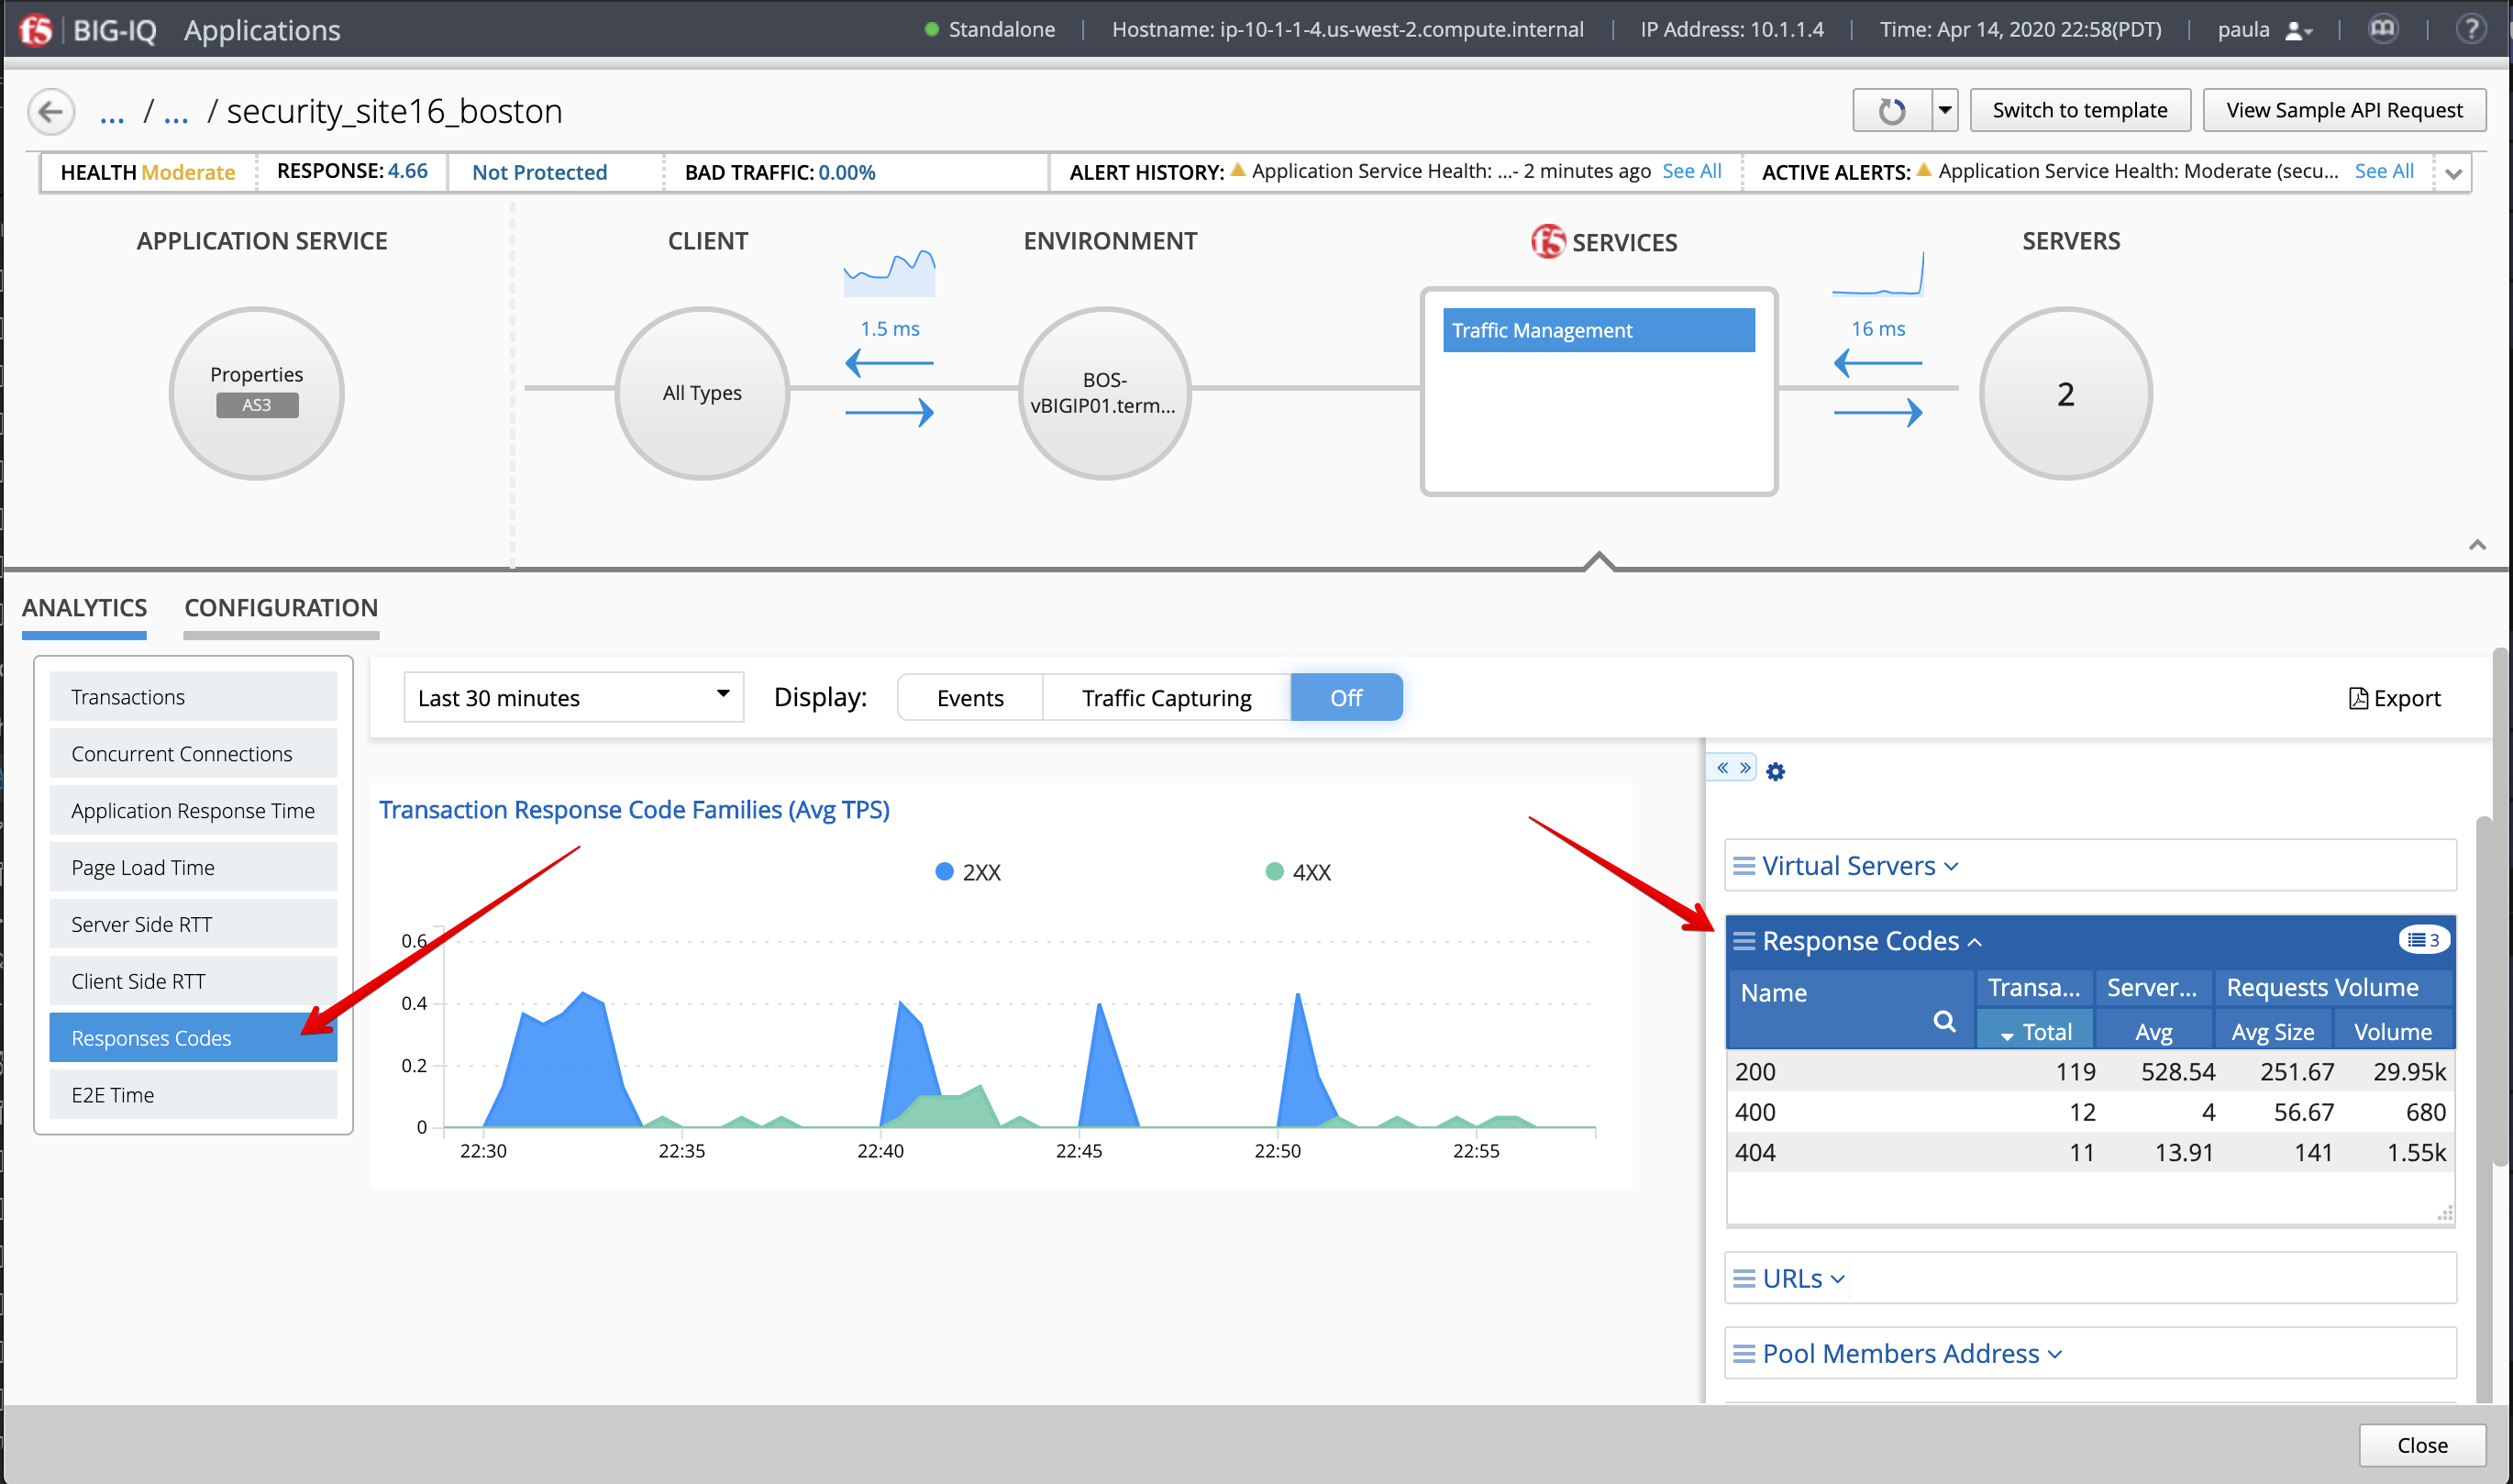 f5 BIG-IQ Applications Standalone Hostname: ip-10-1-1-4.us-west-2.compute.internal IP Address: 10.1.1.4 Time: Apr 14, 2020 22:58(PDT) paula ?
... / ... / security_site16_boston
Switch to template
View Sample API Request
HEALTH Moderate RESPONSE: 4.66 Not Protected BAD TRAFFIC: 0.00% ALERT HISTORY: Application Service Health: ...- 2 minutes ago See All ACTIVE ALERTS: Application Service Health: Moderate (secu... See All
APPLICATION SERVICE CLIENT ENVIRONMENT f5 SERVICES SERVERS
1.5 ms
Traffic Management
16 ms
Properties
AS3
All Types
BOS-
vBIGIP01.term...
2
ANALYTICS CONFIGURATION
Transactions
Concurrent Connections
Application Response Time
Page Load Time
Server Side RTT
Client Side RTT
Responses Codes
E2E Time
Last 30 minutes Display: Events Traffic Capturing Off Export
Transaction Response Code Families (Avg TPS)
2XX 4XX
0.6
0.4
0.2
0
22:30 22:35 22:40 22:45 22:50 22:55
« »
Virtual Servers
Response Codes 3
Name Transa... Server... Requests Volume
Total Avg Avg Size Volume
200 119 528.54 251.67 29.95k
400 12 4 56.67 680
404 11 13.91 141 1.55k
URLs
Pool Members Address
Close